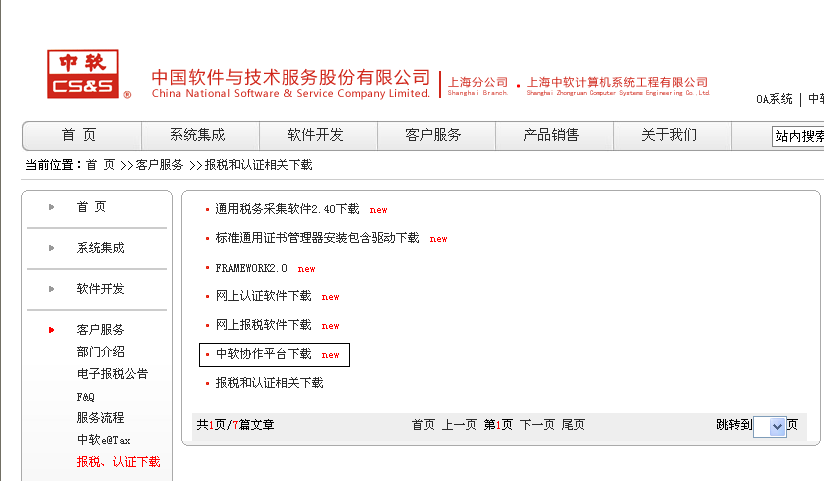 中软
CS&S ®
中国软件与技术服务股份有限公司
China National Software & Service Company Limited.
上海分公司
Shanghai Branch.
上海中软计算机系统工程有限公司
Shanghai Zhongruan Computer Systems Engineering Co.,Ltd.
OA系统 | 中软
首 页 系统集成 软件开发 客户服务 产品销售 关于我们 站内搜索
当前位置：首 页 >>客户服务 >>报税和认证相关下载
首 页
系统集成
软件开发
客户服务
部门介绍
电子报税公告
F&Q
服务流程
中软e@Tax
报税、认证下载
通用税务采集软件2.40下载 new
标准通用证书管理器安装包含驱动下载 new
FRAMEWORK2.0 new
网上认证软件下载 new
网上报税软件下载 new
中软协作平台下载 new
报税和认证相关下载
共1页/7篇文章 首页 上一页 第1页 下一页 尾页 跳转到 页